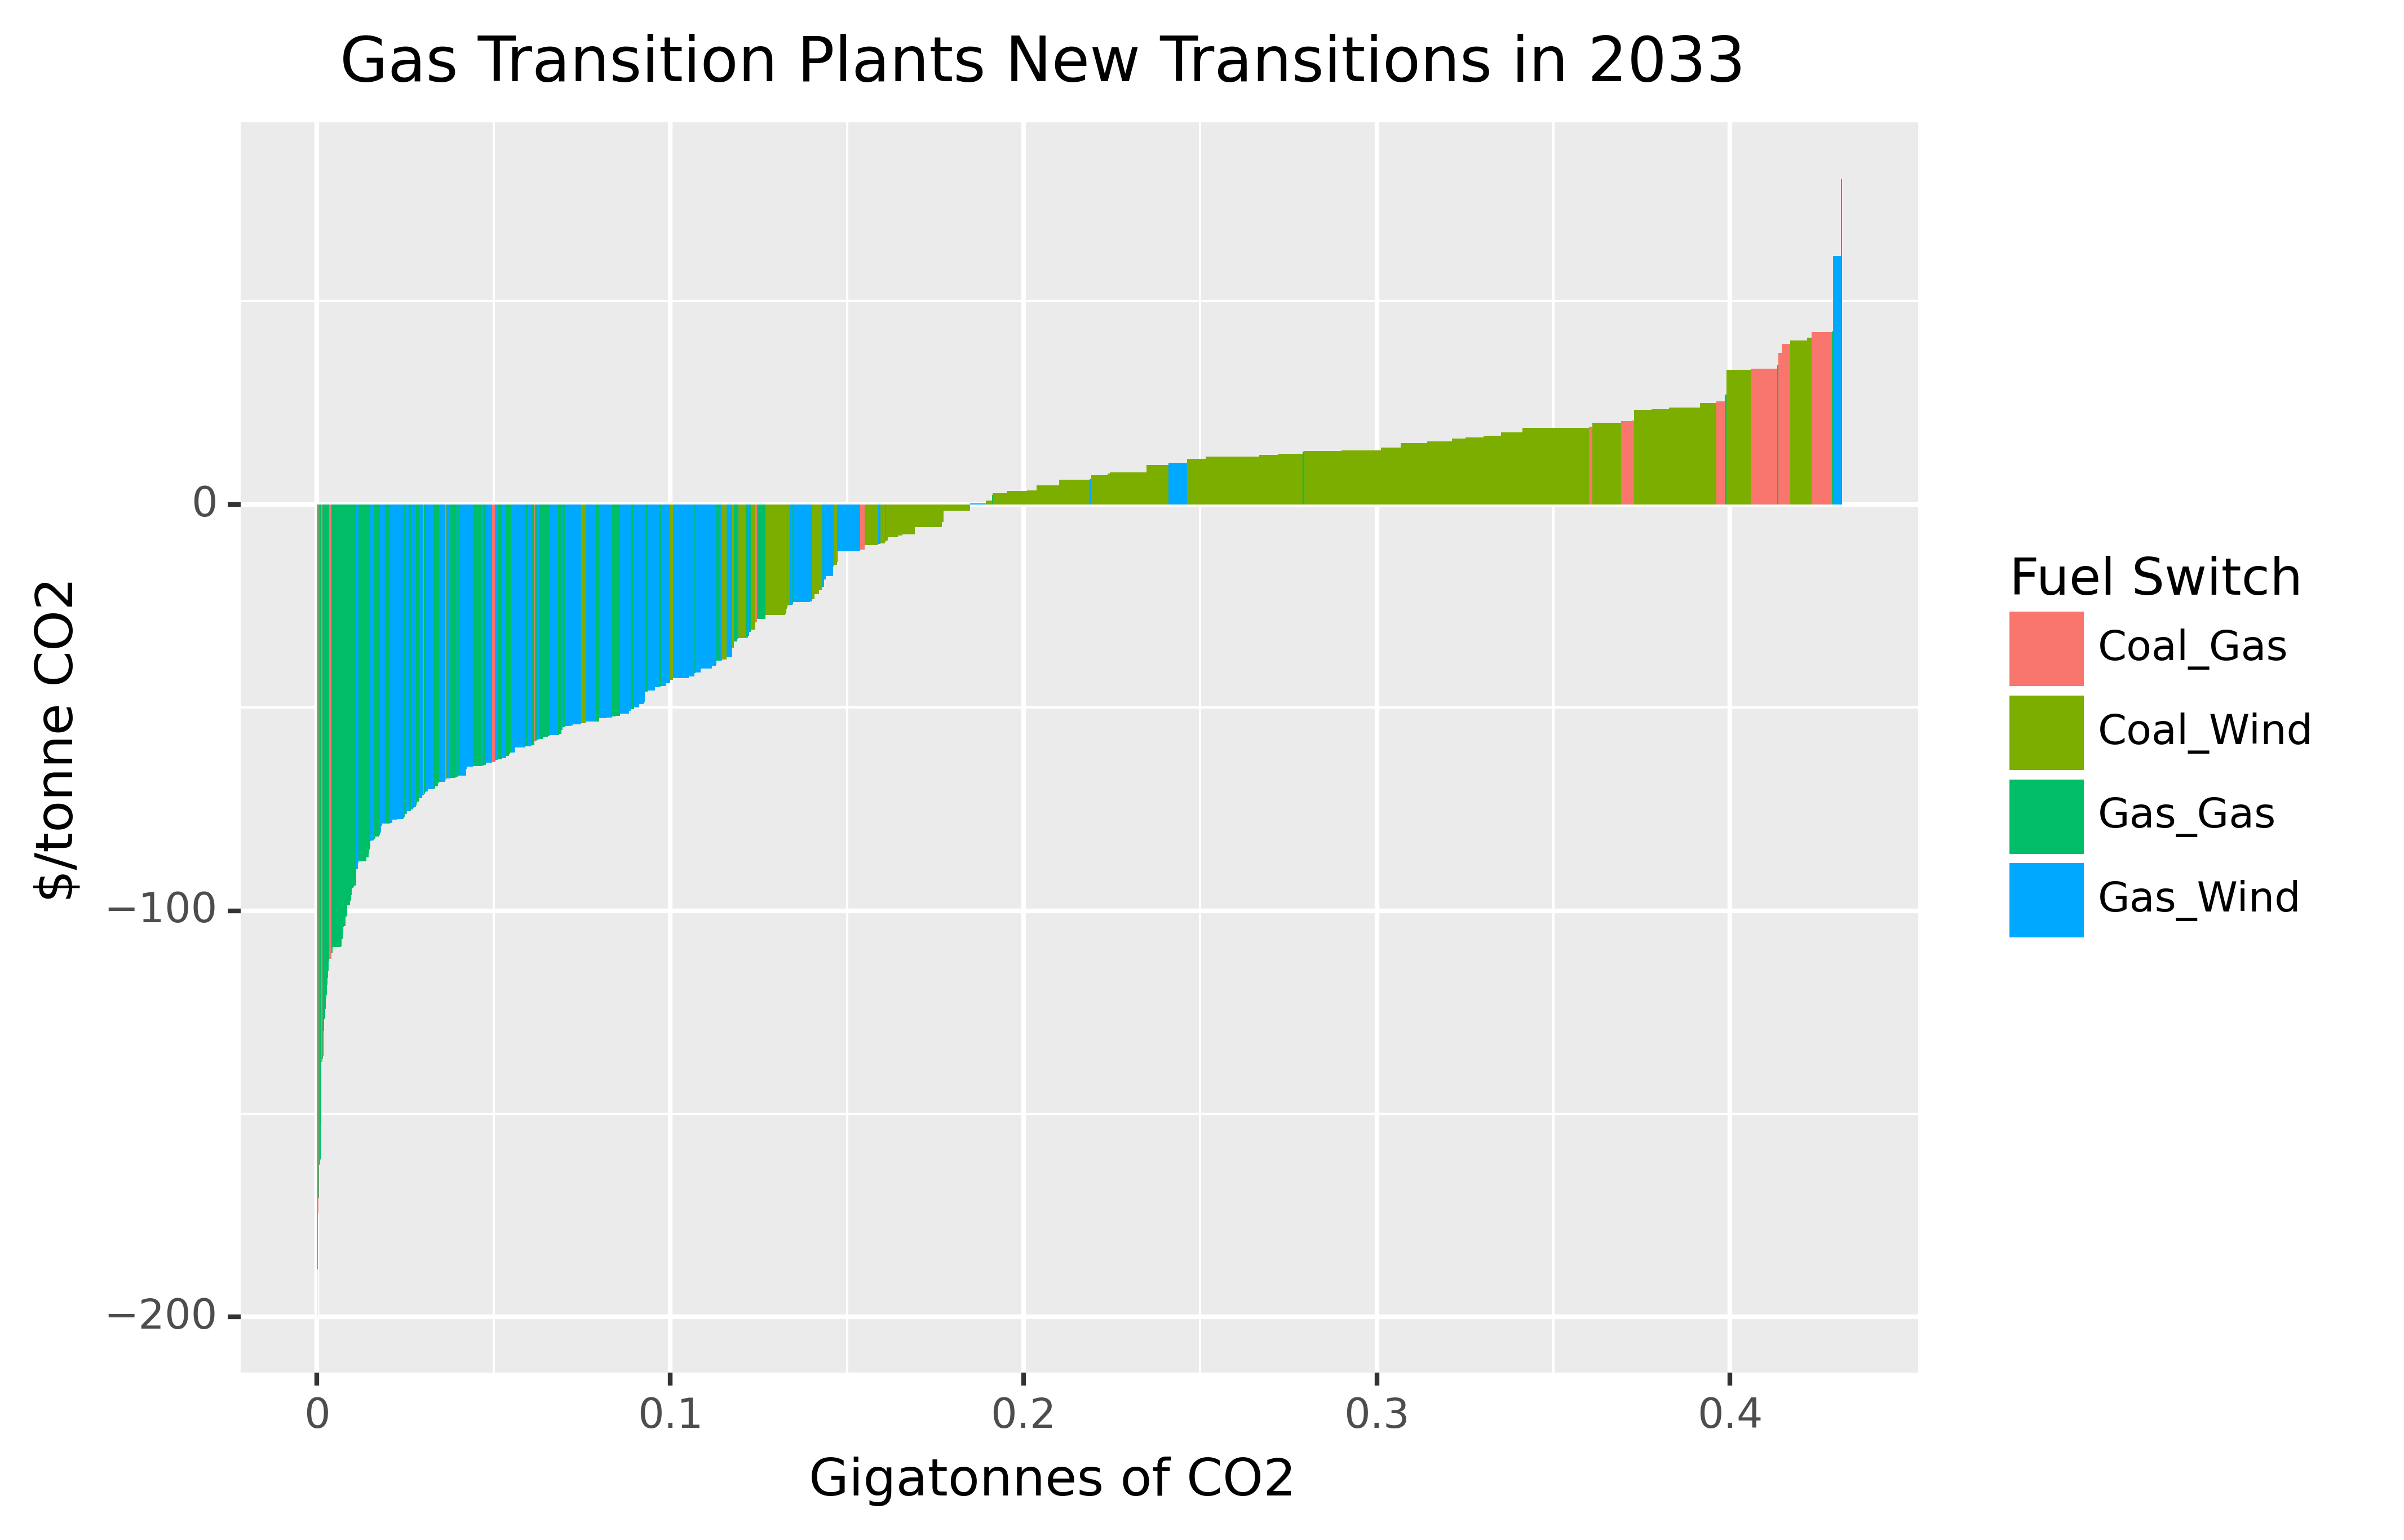 Gas Transition Plants New Transitions in 2033
$/tonne CO2
0
−100
−200
0
0.1
0.2
0.3
0.4
Gigatonnes of CO2
Fuel Switch
Coal_Gas
Coal_Wind
Gas_Gas
Gas_Wind